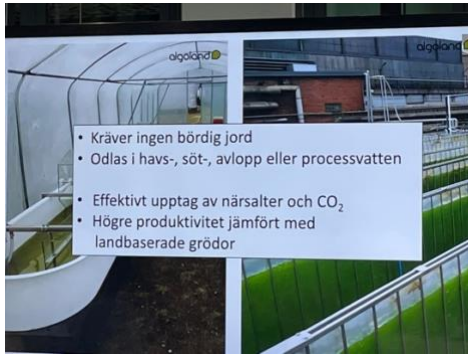 algoland
algoland
• Kräver ingen bördig jord
• Odlas i havs-, söt-, avlopp eller processvatten
• Effektivt upptag av närsalter och CO₂
• Högre produktivitet jämfört med
landbaserade grödor